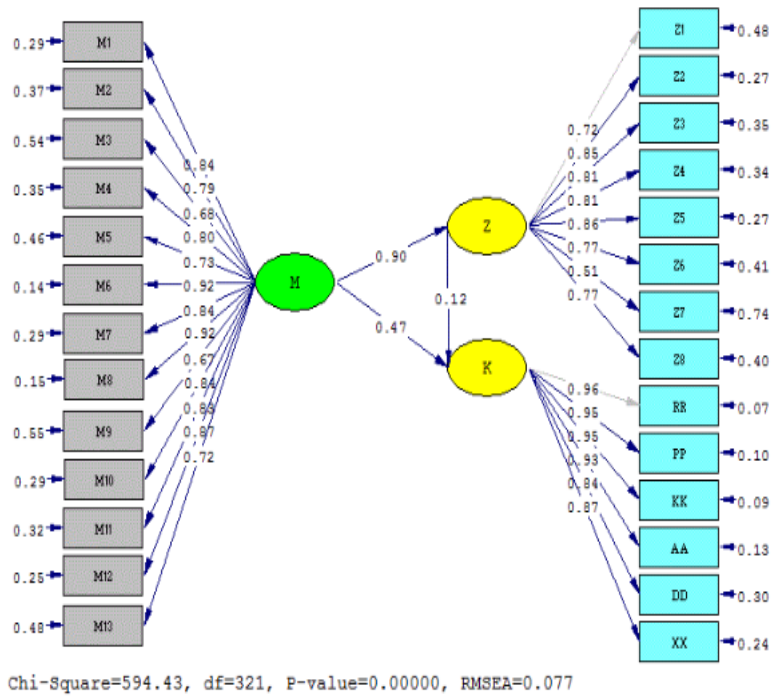 0.29 M1
0.37 M2
0.54 M3
0.35 M4
0.46 M5
0.14 M6
0.29 M7
0.15 M8
0.55 M9
0.29 M10
0.32 M11
0.25 M12
0.48 M13
0.84
0.79
0.68
0.80
0.73
0.92
0.84
0.92
0.67
0.84
0.83
0.87
0.72
M
0.90
0.47
Z
0.12
K
0.72
0.85
0.81
0.81
0.86
0.77
0.51
0.77
0.96
0.95
0.95
0.93
0.84
0.87
Z1 0.48
Z2 0.27
Z3 0.35
Z4 0.34
Z5 0.27
Z6 0.41
Z7 0.74
Z8 0.40
RR 0.07
PP 0.10
KK 0.09
AA 0.13
DD 0.30
XX 0.24
Chi-Square=594.43, df=321, P-value=0.00000, RMSEA=0.077